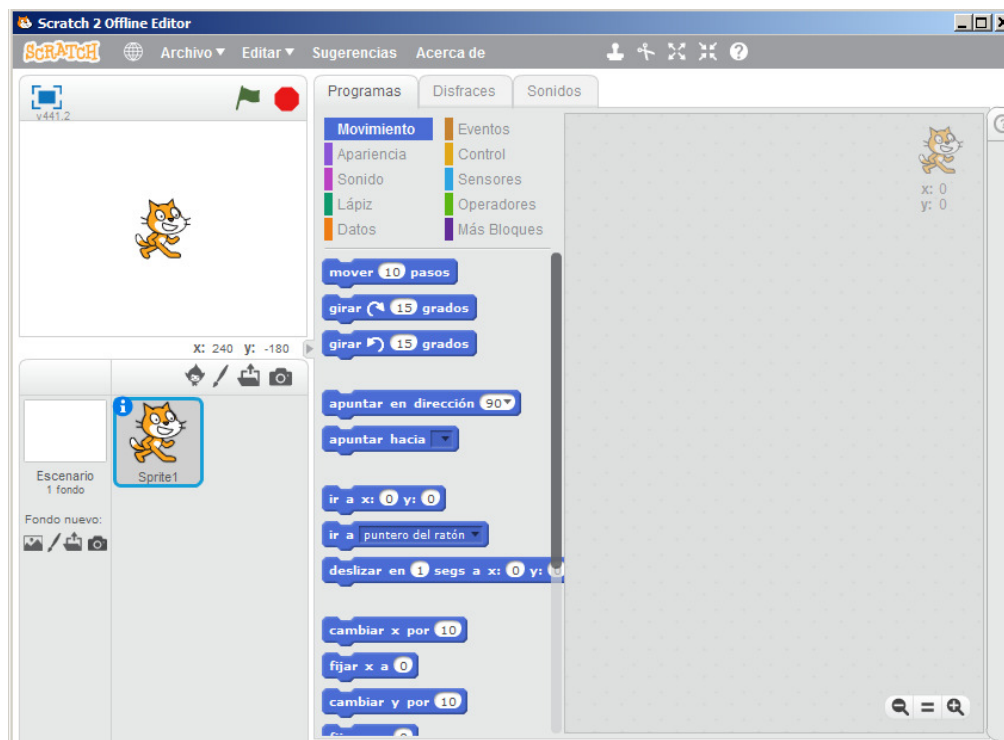 Scratch 2 Offline Editor
SCRATCH Archivo Editar Sugerencias Acerca de
v441.2
Programas Disfraces Sonidos
Movimiento Eventos
Apariencia Control
Sonido Sensores
Lápiz Operadores
Datos Más Bloques
x: 0
y: 0
mover 10 pasos
girar 15 grados
girar 15 grados
apuntar en dirección 90
apuntar hacia
ir a x: 0 y: 0
ir a puntero del ratón
deslizar en 1 segs a x: 0 y: 0
cambiar x por 10
fijar x a 0
cambiar y por 10
x: 240 y: -180
Escenario
1 fondo
Sprite1
Fondo nuevo: